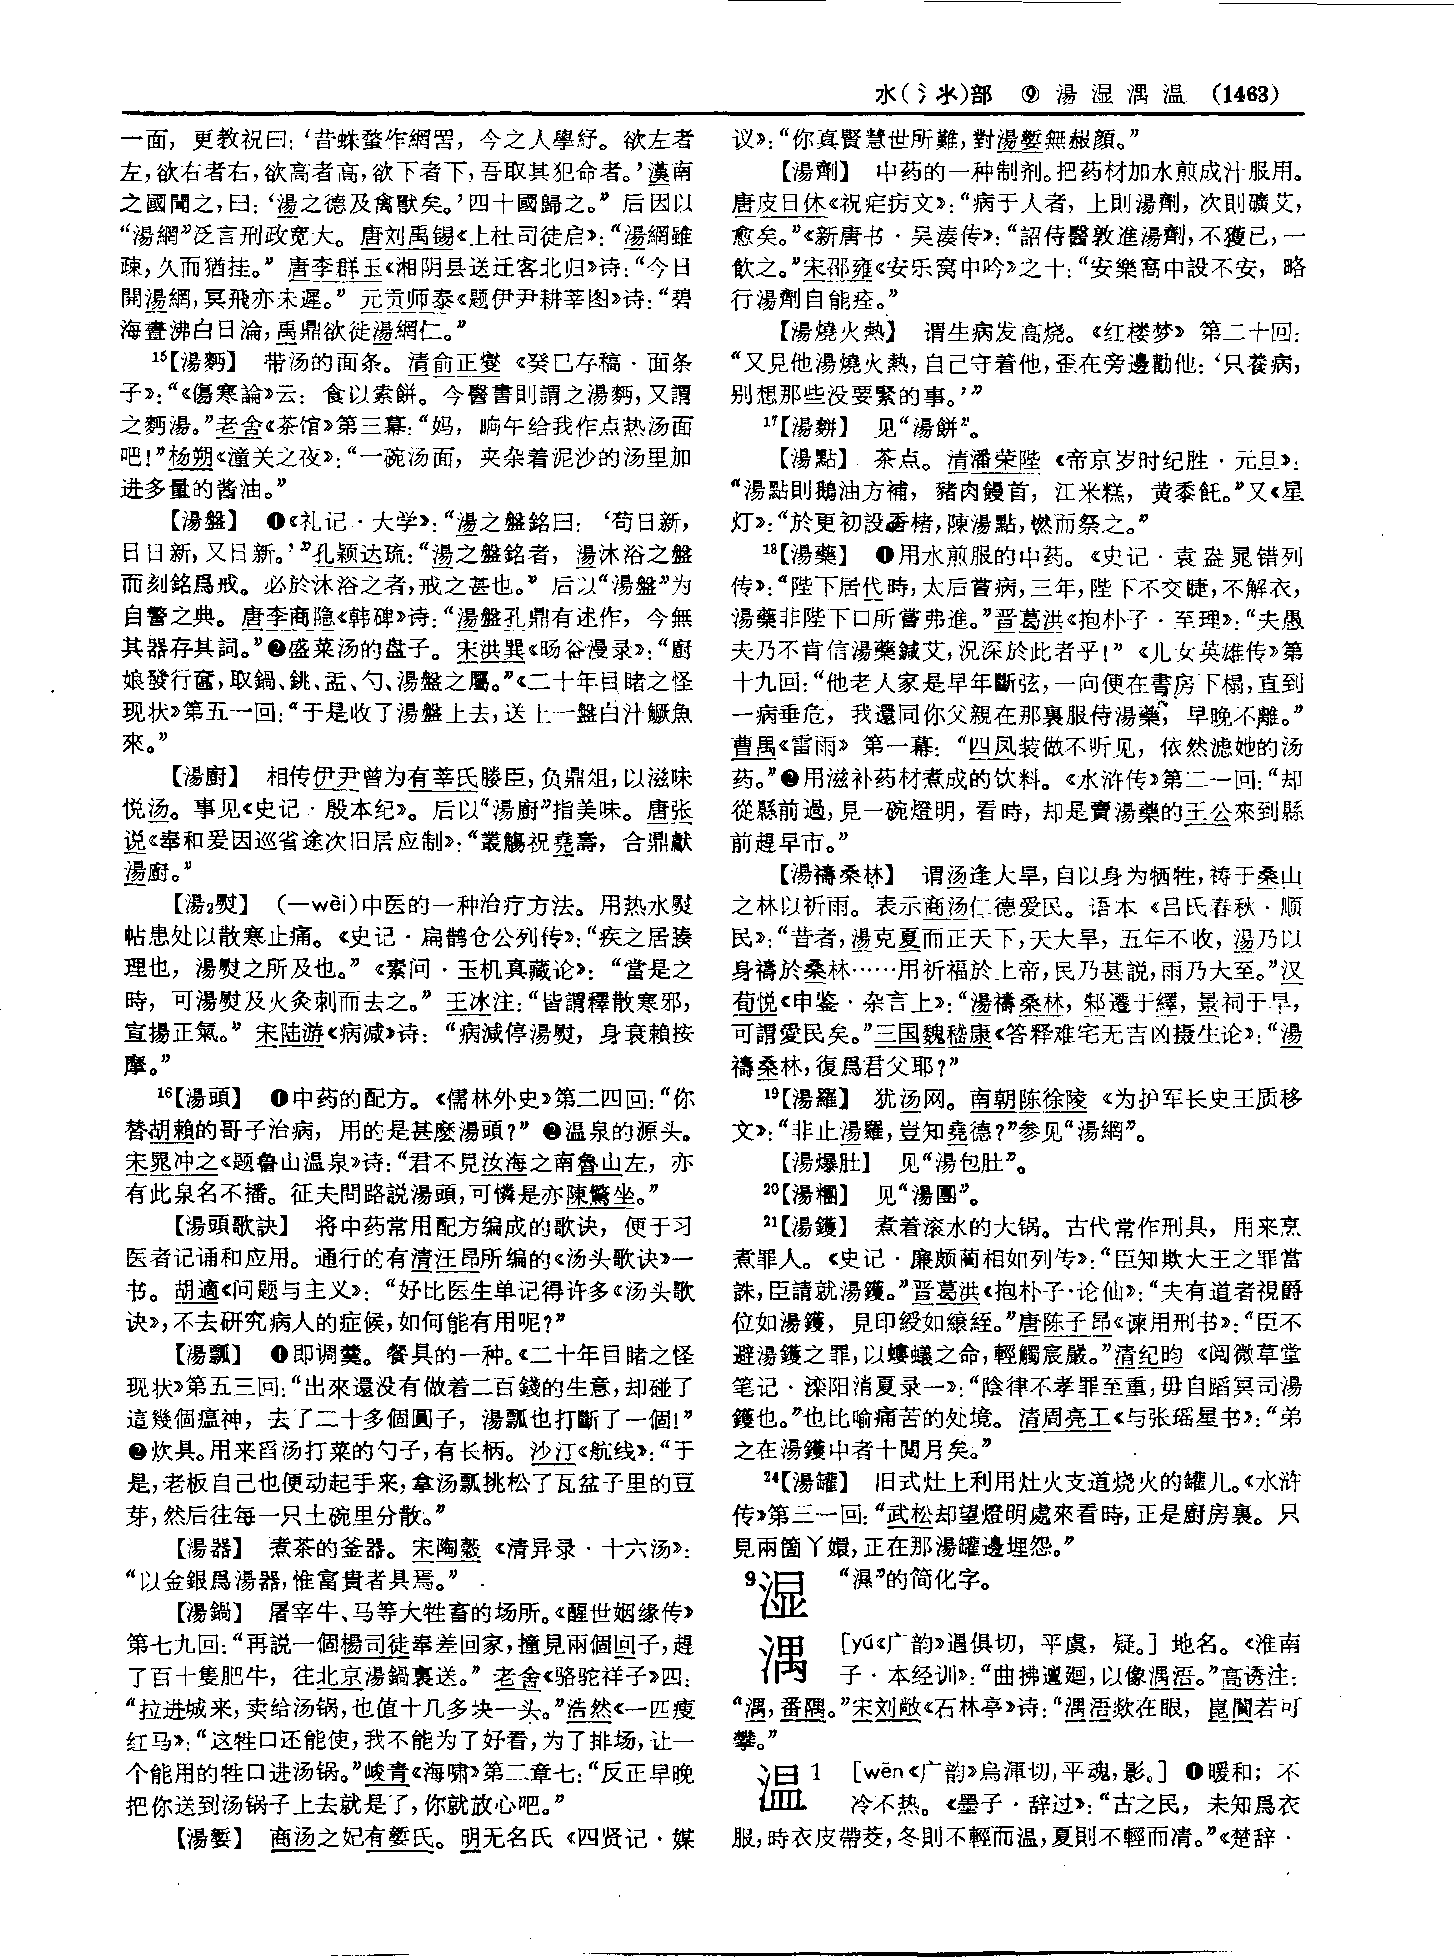 水(氵氺)部 ⑨ 湯 湿 湡 温 (1463)
一面，更教祝曰：‘昔蛛蝥作網罟，今之人學紓。欲左者
左，欲右者右，欲高者高，欲下者下，吾取其犯命者。’漢南
之國聞之，曰：‘湯之德及禽獸矣。’四十國歸之。”后因以
“湯網”泛言刑政宽大。唐刘禹锡《上杜司徒启》：“湯網雖
疎，久而猶挂。”唐李群玉《湘阴县送迁客北归》诗：“今日
開湯網，冥飛亦未遲。”元贡师泰《题伊尹耕莘图》诗：“碧
海晝沸白日淪，禹鼎欲徙湯網仁。”
15【湯麪】 带汤的面条。清俞正燮《癸巳存稿·面条
子》：“《傷寒論》云：食以索餅。今醫書則謂之湯麪，又謂
之麪湯。”老舍《茶馆》第三幕：“妈，晌午给我作点热汤面
吧！”杨朔《潼关之夜》：“一碗汤面，夹杂着泥沙的汤里加
进多量的酱油。”
【湯盤】 ❶《礼记·大学》：“湯之盤銘曰：‘苟日新，
日日新，又日新。’”孔颖达疏：“湯之盤銘者，湯沐浴之盤
而刻銘爲戒。必於沐浴之者，戒之甚也。”后以“湯盤”为
自警之典。唐李商隐《韩碑》诗：“湯盤孔鼎有述作，今無
其器存其詞。”❷盛菜汤的盘子。宋洪巽《旸谷漫录》：“廚
娘發行奩，取鍋、銚、盂、勺、湯盤之屬。”《二十年目睹之怪
现状》第五一回：“于是收了湯盤上去，送上一盤白汁鱖魚
來。”
【湯廚】 相传伊尹曾为有莘氏媵臣，负鼎俎，以滋味
悦汤。事见《史记·殷本纪》。后以“湯廚”指美味。唐张
说《奉和爰因巡省途次旧居应制》：“叢觴祝堯壽，合鼎獻
湯廚。”
【湯₂熨】 （—wèi）中医的一种治疗方法。用热水熨
帖患处以散寒止痛。《史记·扁鹊仓公列传》：“疾之居腠
理也，湯熨之所及也。”《素问·玉机真藏论》：“當是之
時，可湯熨及火灸刺而去之。”王冰注：“皆謂釋散寒邪，
宣揚正氣。”宋陆游《病减》诗：“病減停湯熨，身衰賴按
摩。”
16【湯頭】 ❶中药的配方。《儒林外史》第二四回：“你
替胡賴的哥子治病，用的是甚麽湯頭？”❷温泉的源头。
宋晁冲之《题鲁山温泉》诗：“君不見汝海之南魯山左，亦
有此泉名不播。征夫問路説湯頭，可憐是亦陳驚坐。”
【湯頭歌訣】 将中药常用配方编成的歌诀，便于习
医者记诵和应用。通行的有清汪昂所编的《汤头歌诀》一
书。胡適《问题与主义》：“好比医生单记得许多《汤头歌
诀》，不去研究病人的症候，如何能有用呢？”
【湯瓢】 ❶即调羹。餐具的一种。《二十年目睹之怪
现状》第五三回：“出來還没有做着二百錢的生意，却碰了
這幾個瘟神，去了二十多個圓子，湯瓢也打斷了一個！”
❷炊具。用来舀汤打菜的勺子，有长柄。沙汀《航线》：“于
是，老板自己也便动起手来，拿汤瓢挑松了瓦盆子里的豆
芽，然后往每一只土碗里分散。”
【湯器】 煮茶的釜器。宋陶穀《清异录·十六汤》：
“以金銀爲湯器，惟富貴者具焉。”
【湯鍋】 屠宰牛、马等大牲畜的场所。《醒世姻缘传》
第七九回：“再説一個楊司徒奉差回家，撞見兩個回子，趕
了百十隻肥牛，往北京湯鍋裏送。”老舍《骆驼祥子》四：
“拉进城来，卖给汤锅，也值十几多块一头。”浩然《一匹瘦
红马》：“这牲口还能使，我不能为了好看，为了排场，让一
个能用的牲口进汤锅。”峻青《海啸》第二章七：“反正早晚
把你送到汤锅子上去就是了，你就放心吧。”
【湯媐】 商汤之妃有媐氏。明无名氏《四贤记·媒
议》：“你真賢慧世所難，對湯媐無赧顔。”
【湯劑】 中药的一种制剂。把药材加水煎成汁服用。
唐皮日休《祝疟疠文》：“病于人者，上則湯劑，次則礦艾，
愈矣。”《新唐书·吴凑传》：“詔侍醫敦進湯劑，不獲已，一
飲之。”宋邵雍《安乐窝中吟》之十：“安樂窩中設不安，略
行湯劑自能痊。”
【湯燒火熱】 谓生病发高烧。《红楼梦》第二十回：
“又見他湯燒火熱，自己守着他，歪在旁邊勸他：‘只養病，
别想那些没要緊的事。’”
17【湯䴵】 见“湯餅”。
【湯點】 茶点。清潘荣陛《帝京岁时纪胜·元旦》：
“湯點則鵝油方補，豬肉饅首，江米糕，黄黍飥。”又《星
灯》：“於更初設香楮，陳湯點，燃而祭之。”
18【湯藥】 ❶用水煎服的中药。《史记·袁盎晁错列
传》：“陛下居代時，太后嘗病，三年，陛下不交睫，不解衣，
湯藥非陛下口所嘗弗進。”晋葛洪《抱朴子·至理》：“夫愚
夫乃不肯信湯藥鍼艾，況深於此者乎！”《儿女英雄传》第
十九回：“他老人家是早年斷弦，一向便在書房下榻，直到
一病垂危，我還同你父親在那裏服侍湯藥，早晚不離。”
曹禺《雷雨》第一幕：“四凤装做不听见，依然滤她的汤
药。”❷用滋补药材煮成的饮料。《水浒传》第二一回：“却
從縣前過，見一碗燈明，看時，却是賣湯藥的王公來到縣
前趕早市。”
【湯禱桑林】 谓汤逢大旱，自以身为牺牲，祷于桑山
之林以祈雨。表示商汤仁德爱民。语本《吕氏春秋·顺
民》：“昔者，湯克夏而正天下，天大旱，五年不收，湯乃以
身禱於桑林……用祈福於上帝，民乃甚説，雨乃大至。”汉
荀悦《申鉴·杂言上》：“湯禱桑林，邾遷于繹，景祠于旱，
可謂愛民矣。”三国魏嵇康《答释难宅无吉凶摄生论》：“湯
禱桑林，復爲君父耶？”
19【湯羅】 犹汤网。南朝陈徐陵《为护军长史王质移
文》：“非止湯羅，豈知堯德？”参见“湯網”。
【湯爆肚】 见“湯包肚”。
20【湯糰】 见“湯團”。
21【湯鑊】 煮着滚水的大锅。古代常作刑具，用来烹
煮罪人。《史记·廉颇蔺相如列传》：“臣知欺大王之罪當
誅，臣請就湯鑊。”晋葛洪《抱朴子·论仙》：“夫有道者視爵
位如湯鑊，見印綬如縗絰。”唐陈子昂《谏用刑书》：“臣不
避湯鑊之罪，以螻蟻之命，輕觸宸嚴。”清纪昀《阅微草堂
笔记·滦阳消夏录一》：“陰律不孝罪至重，毋自蹈冥司湯
鑊也。”也比喻痛苦的处境。清周亮工《与张瑶星书》：“弟
之在湯鑊中者十閲月矣。”
24【湯罐】 旧式灶上利用灶火支道烧火的罐儿。《水浒
传》第三一回：“武松却望燈明處來看時，正是廚房裏。只
見兩箇丫嬛，正在那湯罐邊埋怨。”
9湿 “濕”的简化字。
湡 [yú《广韵》遇俱切，平虞，疑。] 地名。《淮南
子·本经训》：“曲拂邅迴，以像湡浯。”高诱注：
“湡，番隅。”宋刘敞《石林亭》诗：“湡浯欻在眼，崑閬若可
攀。”
温1 [wēn《广韵》烏渾切，平魂，影。] ❶暖和；不
冷不热。《墨子·辞过》：“古之民，未知爲衣
服，時衣皮帶茭，冬則不輕而温，夏則不輕而凊。”《楚辞·